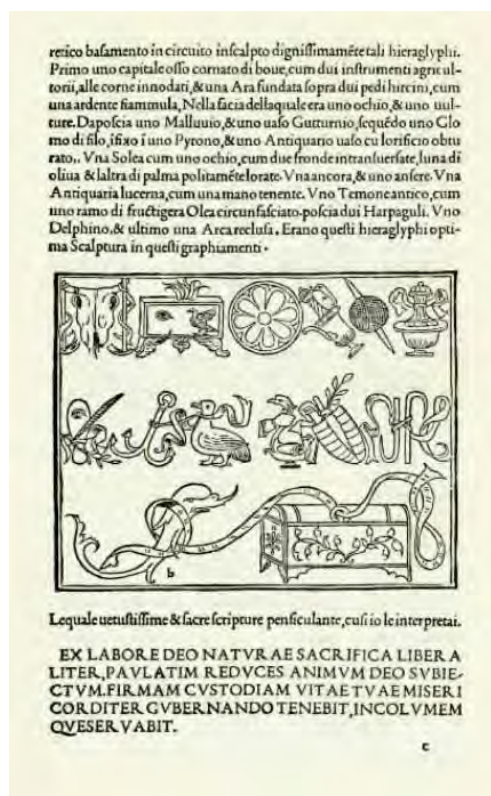 retico basamento in circuito inscalpto dignissimamēte tali hieraglyphi.
Primo uno capitale osso cornato di boue, cum dui instrumenti agricul-
torii, alle corne innodati, & una Ara fundata sopra dui pedi hircini, cum
una ardente fiammula, Nella facia dellaquale era uno ochio, & uno uul-
ture. Daposcia uno Malluuio, & uno uaso Gutturnio, sequēdo uno Glo
mo di filo, ifixo ī uno Pyrono, & uno Antiquario uaso cū lorificio obtu
rato,. Vna Solea cum uno ochio, cum due fronde intransuersate, luna di
oliua & laltra di palma politamēte lorate. Vna ancora, & uno ansere. Vna
Antiquaria lucerna, cum una mano tenente. Vno Temone antico, cum
uno ramo di fructigera Olea circunfasciato. poscia dui Harpaguli. Vno
Delphino. & ultimo una Arca reclusa. Erano questi hieraglyphi opti-
ma Scalptura in questi graphiamenti.
b
Lequale uetustissime & sacre scripture pensiculante, cusi io le interpretai.
EX LABORE DEO NATVRAE SACRIFICA LIBERA
LITER, PAVLATIM REDVCES ANIMVM DEO SVBIE-
CTVM. FIRMAM CVSTODIAM VITAE TVAE MISERI
CORDITER GVBERNANDO TENEBIT, INCOLVMEM
QVE SERVABIT.
c